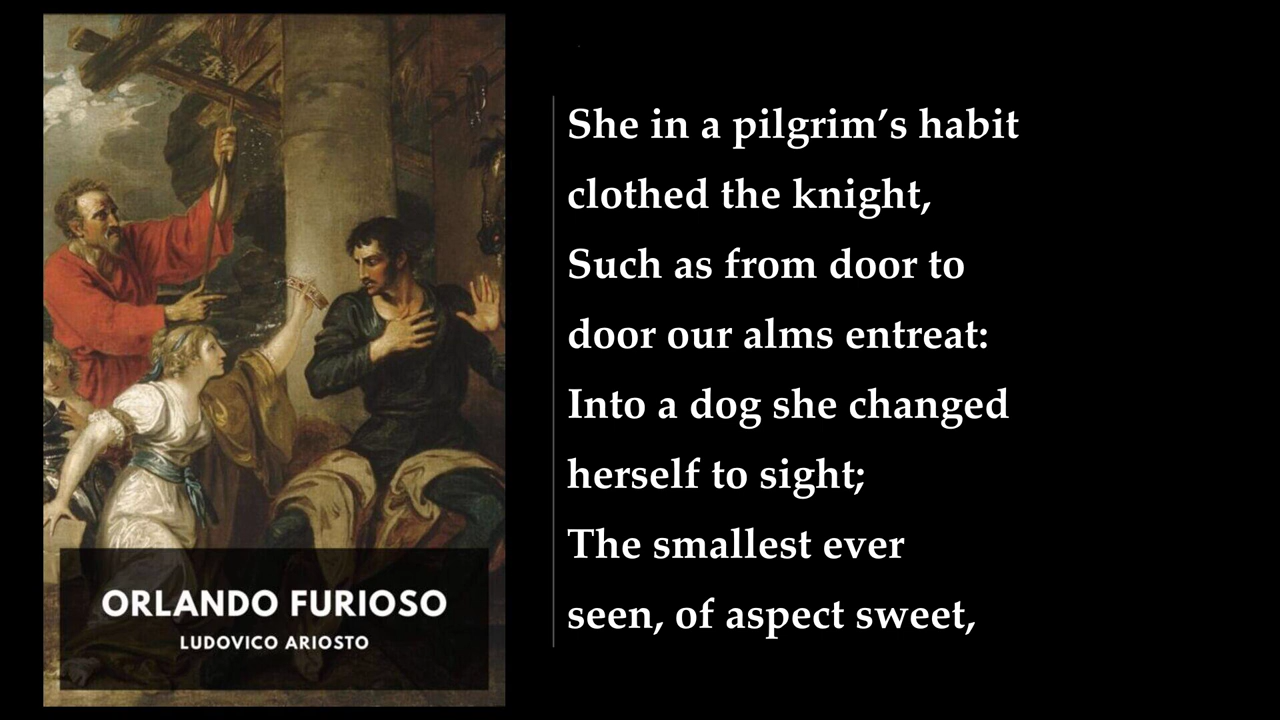 ORLANDO FURIOSO
LUDOVICO ARIOSTO
She in a pilgrim’s habit
clothed the knight,
Such as from door to
door our alms entreat:
Into a dog she changed
herself to sight;
The smallest ever
seen, of aspect sweet,